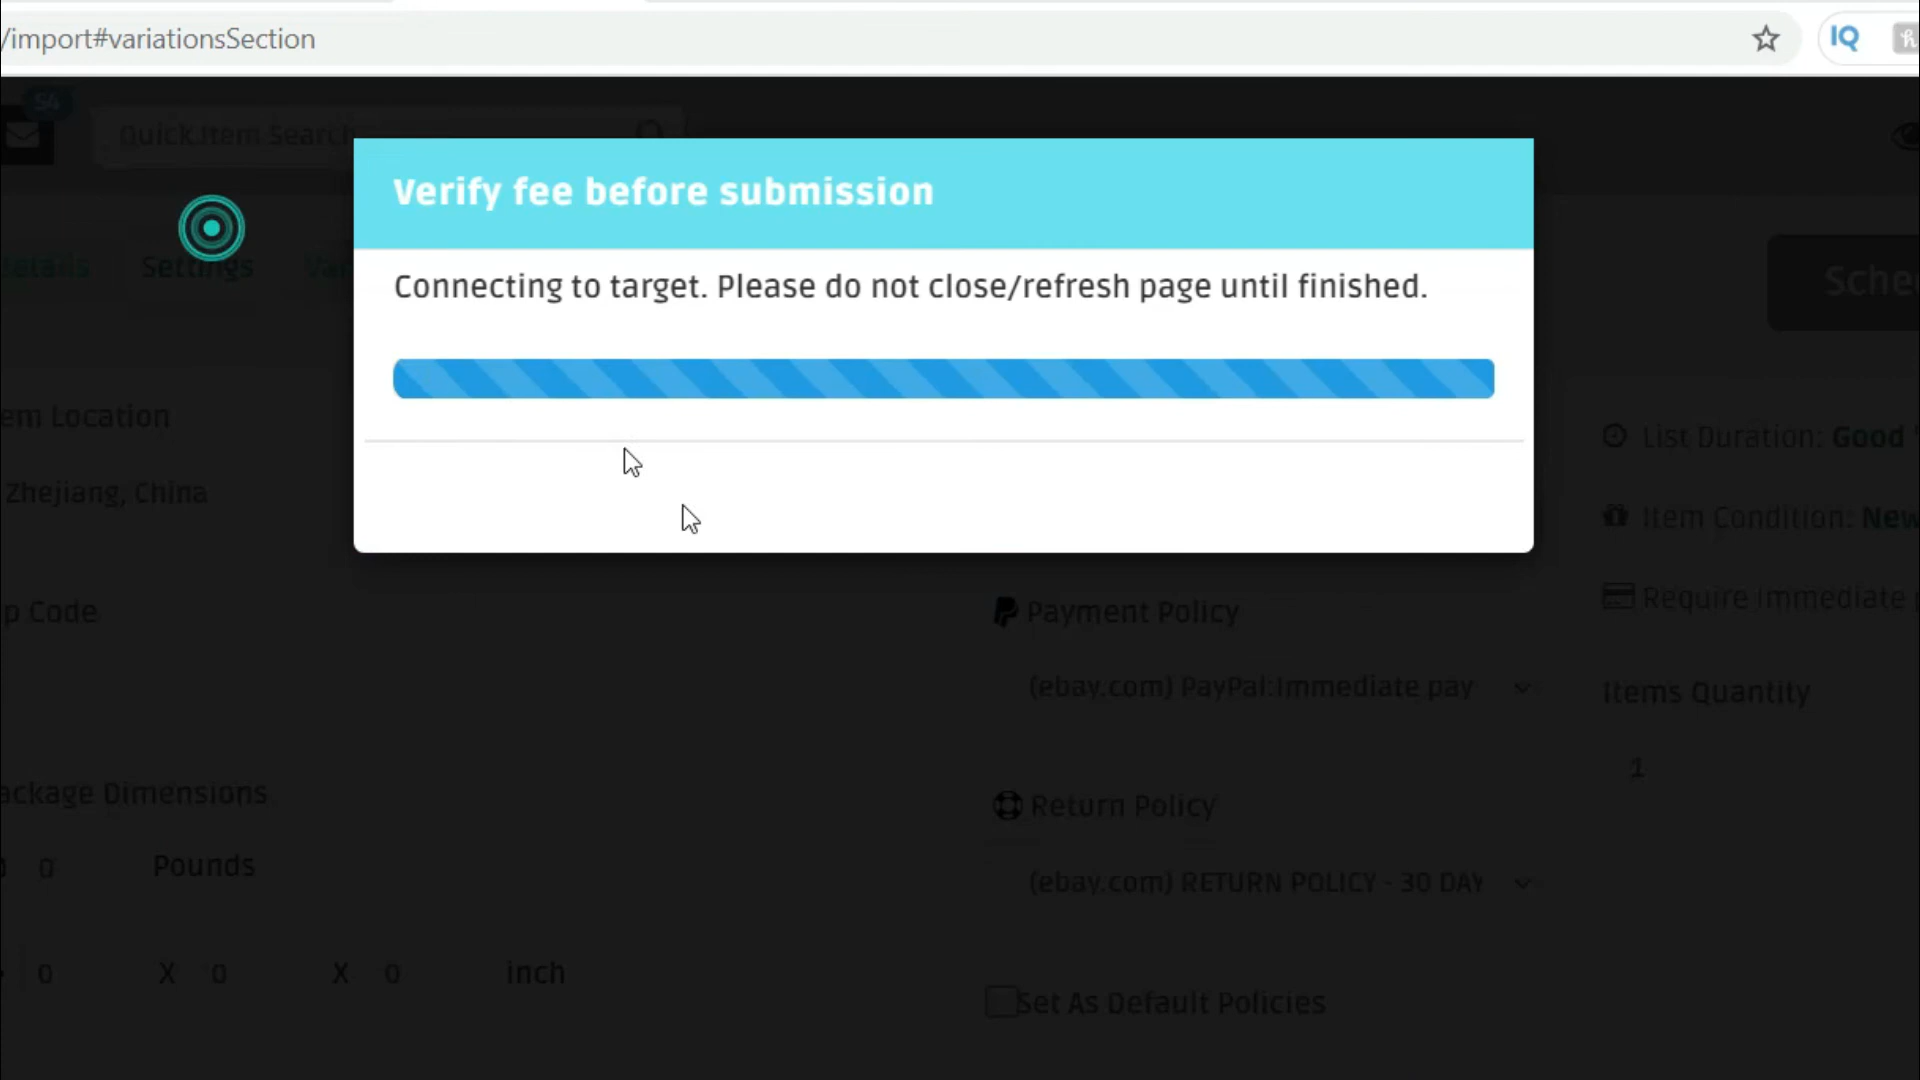 /import#variationsSection
IQ
h
54
Quick Item Search
Verify fee before submission
Details
Settings
Var
Connecting to target. Please do not close/refresh page until finished.
Sche
em Location
List Duration: Good
Zhejiang, China
Item Condition: New
p Code
Payment Policy
Require Immediate p
(ebay.com) PayPal:Immediate pay
Items Quantity
1
ackage Dimensions
Return Policy
0 Pounds
(ebay.com) RETURN POLICY - 30 DAY
0 X 0 X 0 inch
Set As Default Policies